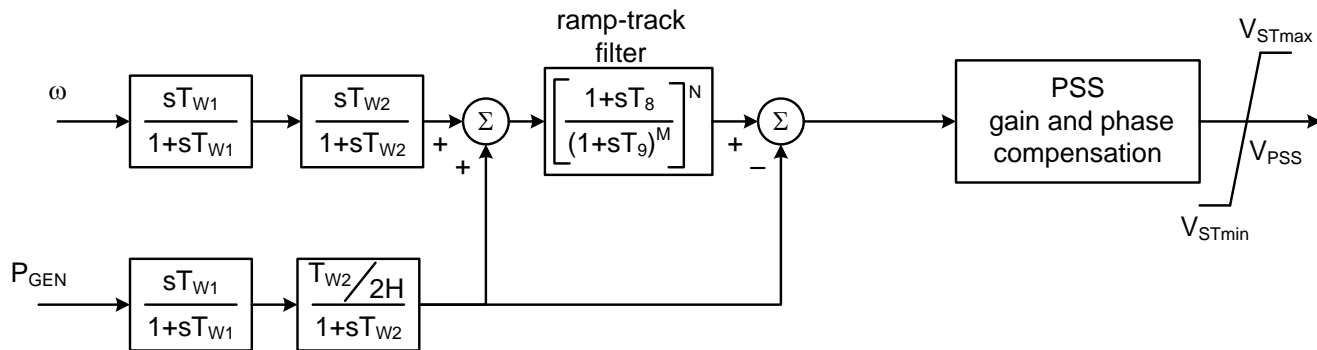 ramp-track
filter
V_STmax
ω
sT_W1
1+sT_W1
sT_W2
1+sT_W2
+
+
Σ
[ 1+sT_8 ]^N
(1+sT_9)^M
+
−
Σ
PSS
gain and phase
compensation
V_PSS
V_STmin
P_GEN
sT_W1
1+sT_W1
T_W2/2H
1+sT_W2